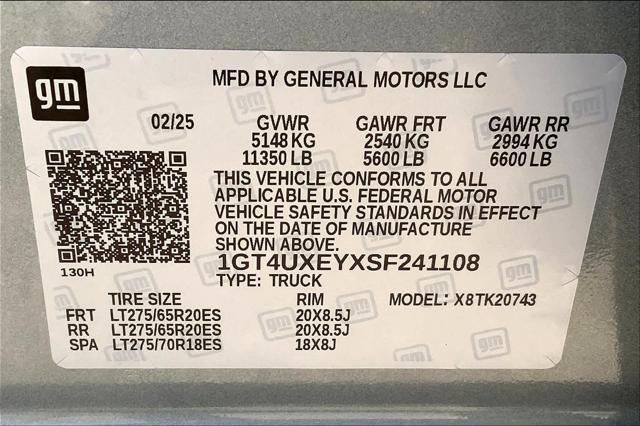 gm
MFD BY GENERAL MOTORS LLC
02/25 GVWR GAWR FRT GAWR RR
5148 KG 2540 KG 2994 KG
11350 LB 5600 LB 6600 LB
THIS VEHICLE CONFORMS TO ALL
APPLICABLE U.S. FEDERAL MOTOR
VEHICLE SAFETY STANDARDS IN EFFECT
ON THE DATE OF MANUFACTURE
SHOWN ABOVE.
130H
1GT4UXEYXSF241108
TYPE: TRUCK
TIRE SIZE RIM MODEL: X8TK20743
FRT LT275/65R20ES 20X8.5J
RR LT275/65R20ES 20X8.5J
SPA LT275/70R18ES 18X8J